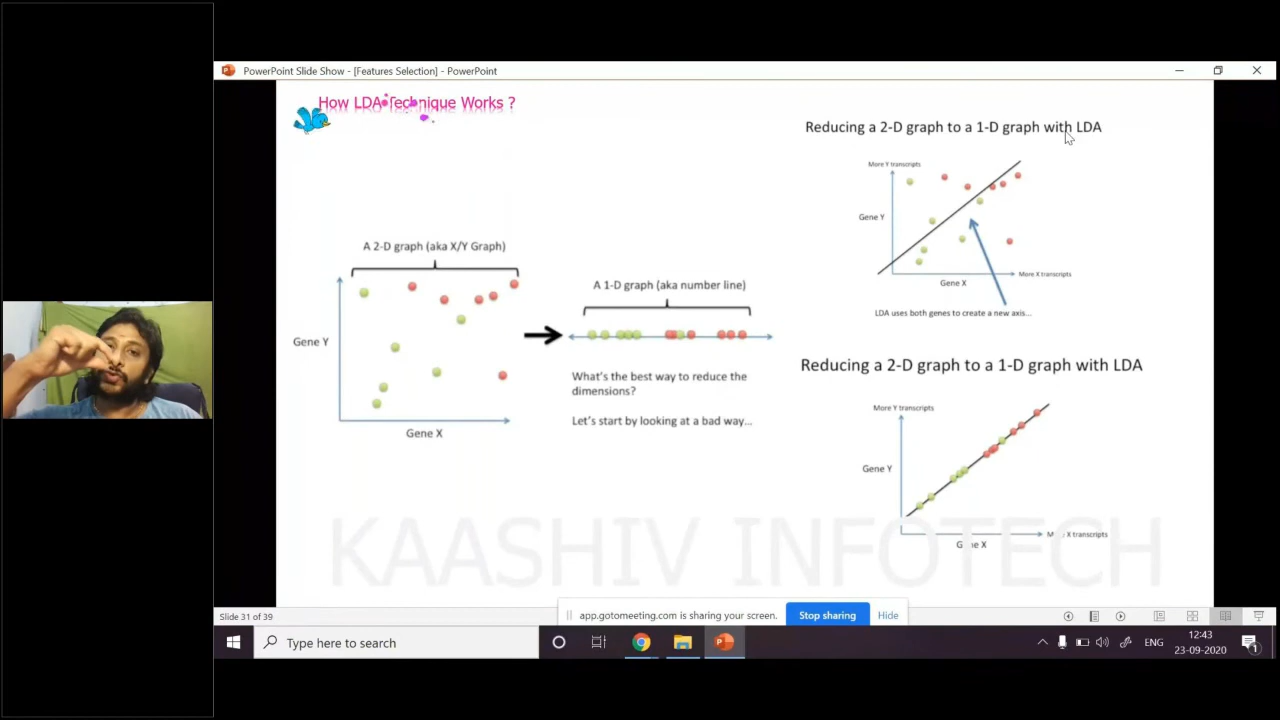 PowerPoint Slide Show - [Features Selection] - PowerPoint
How LDA Technique Works ?
Reducing a 2-D graph to a 1-D graph with LDA
More Y transcripts
Gene Y
More X transcripts
Gene X
LDA uses both genes to create a new axis...
A 2-D graph (aka X/Y Graph)
Gene Y
Gene X
A 1-D graph (aka number line)
What's the best way to reduce the
dimensions?
Let's start by looking at a bad way...
Reducing a 2-D graph to a 1-D graph with LDA
More Y transcripts
Gene Y
X transcripts
Gene X
KAASHIV INFOTECH
app.gotomeeting.com is sharing your screen.
Stop sharing
Hide
Slide 31 of 39
Type here to search
ENG
12:43
23-09-2020
1